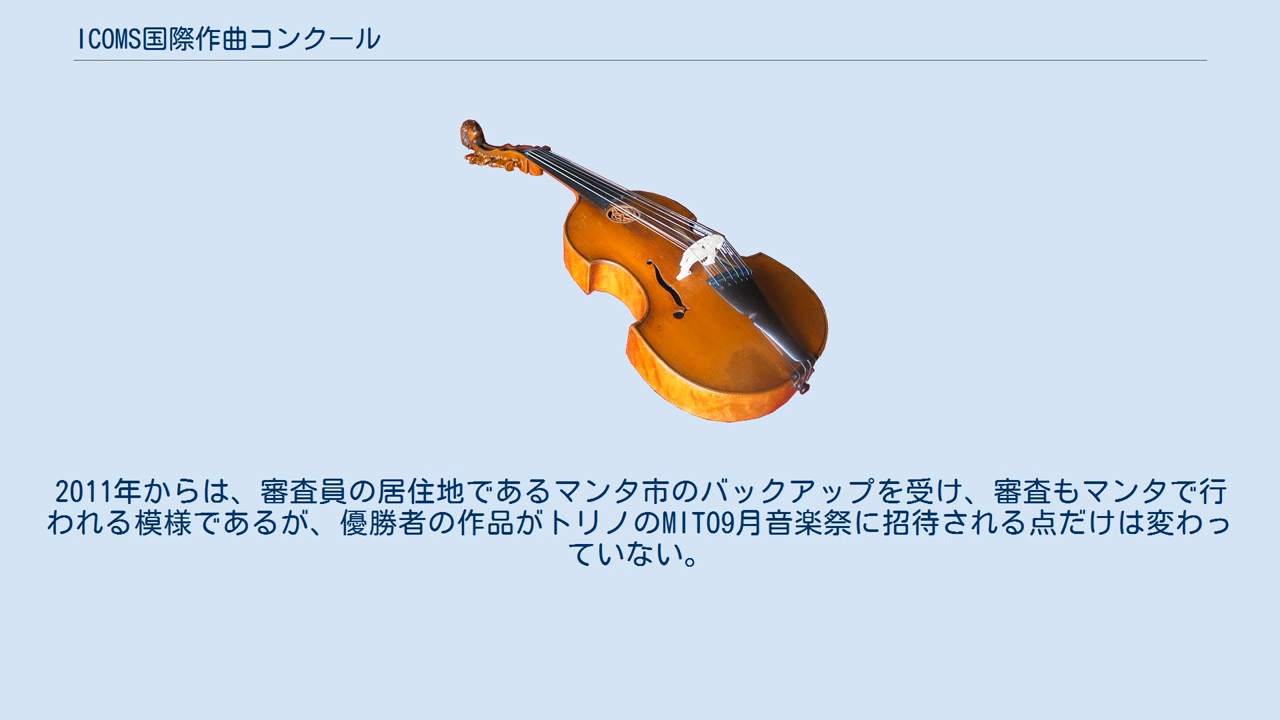 ICOMS国際作曲コンクール
2011年からは、審査員の居住地であるマンタ市のバックアップを受け、審査もマンタで行
われる模様であるが、優勝者の作品がトリノのMITO9月音楽祭に招待される点だけは変わっ
ていない。